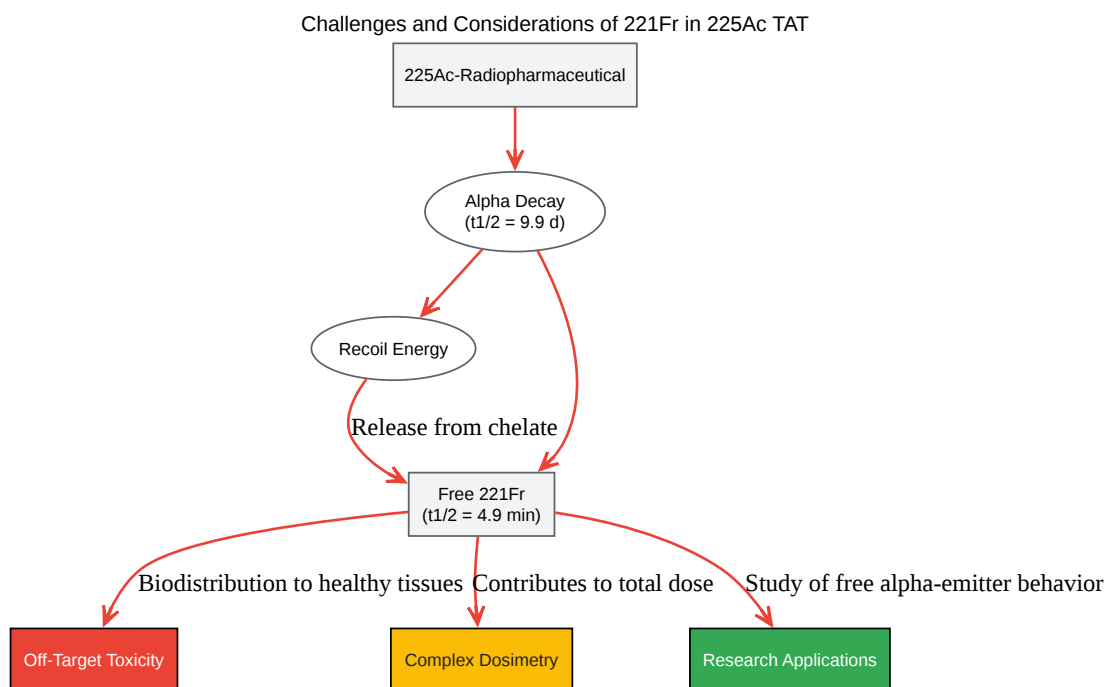 Challenges and Considerations of 221Fr in 225Ac TAT
225Ac-Radiopharmaceutical
Alpha Decay
(t1/2 = 9.9 d)
Recoil Energy
Release from chelate
Free 221Fr
(t1/2 = 4.9 min)
Biodistribution to healthy tissues
Contributes to total dose
Study of free alpha-emitter behavior
Off-Target Toxicity
Complex Dosimetry
Research Applications